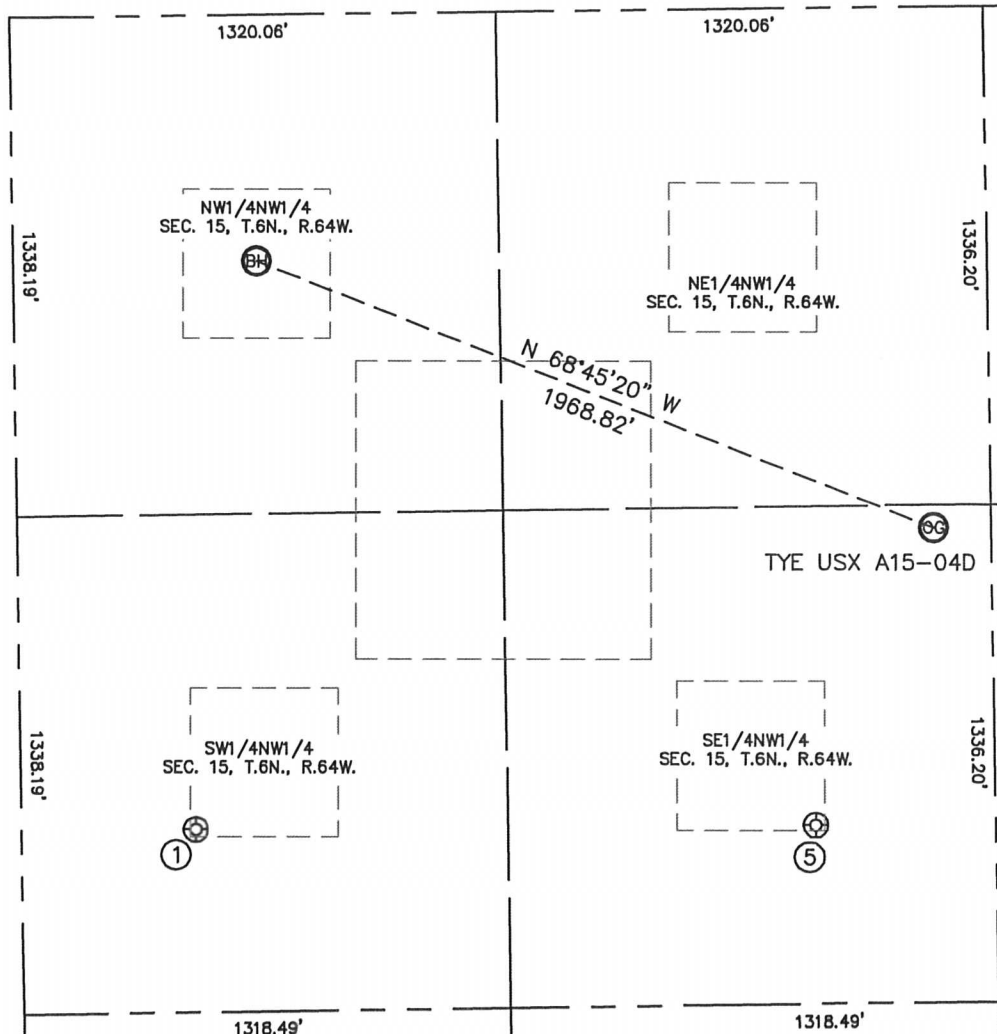 1320.06'
1320.06'
NW1/4NW1/4
SEC. 15, T.6N., R.64W.
BH
1338.19'
1336.20'
NE1/4NW1/4
SEC. 15, T.6N., R.64W.
N 68°45'20" W
1968.82'
OG
TYE USX A15-04D
1338.19'
1336.20'
SW1/4NW1/4
SEC. 15, T.6N., R.64W.
SE1/4NW1/4
SEC. 15, T.6N., R.64W.
1
5
1318.49'
1318.49'